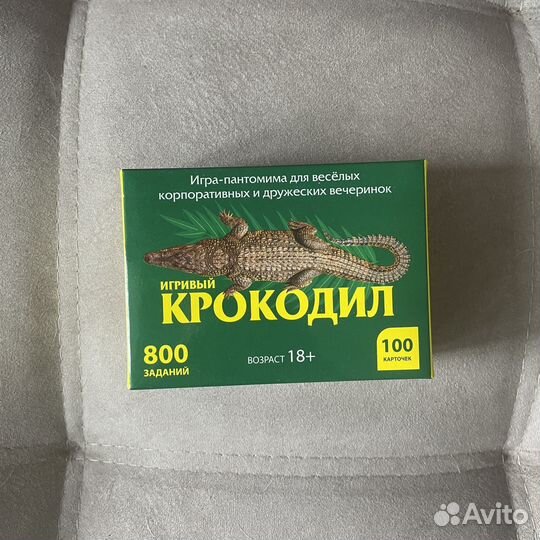 Игра-пантомима для весёлых
корпоративных и дружеских вечеринок
ИГРИВЫЙ
КРОКОДИЛ
800
ЗАДАНИЙ
ВОЗРАСТ 18+
100
КАРТОЧЕК
Avito